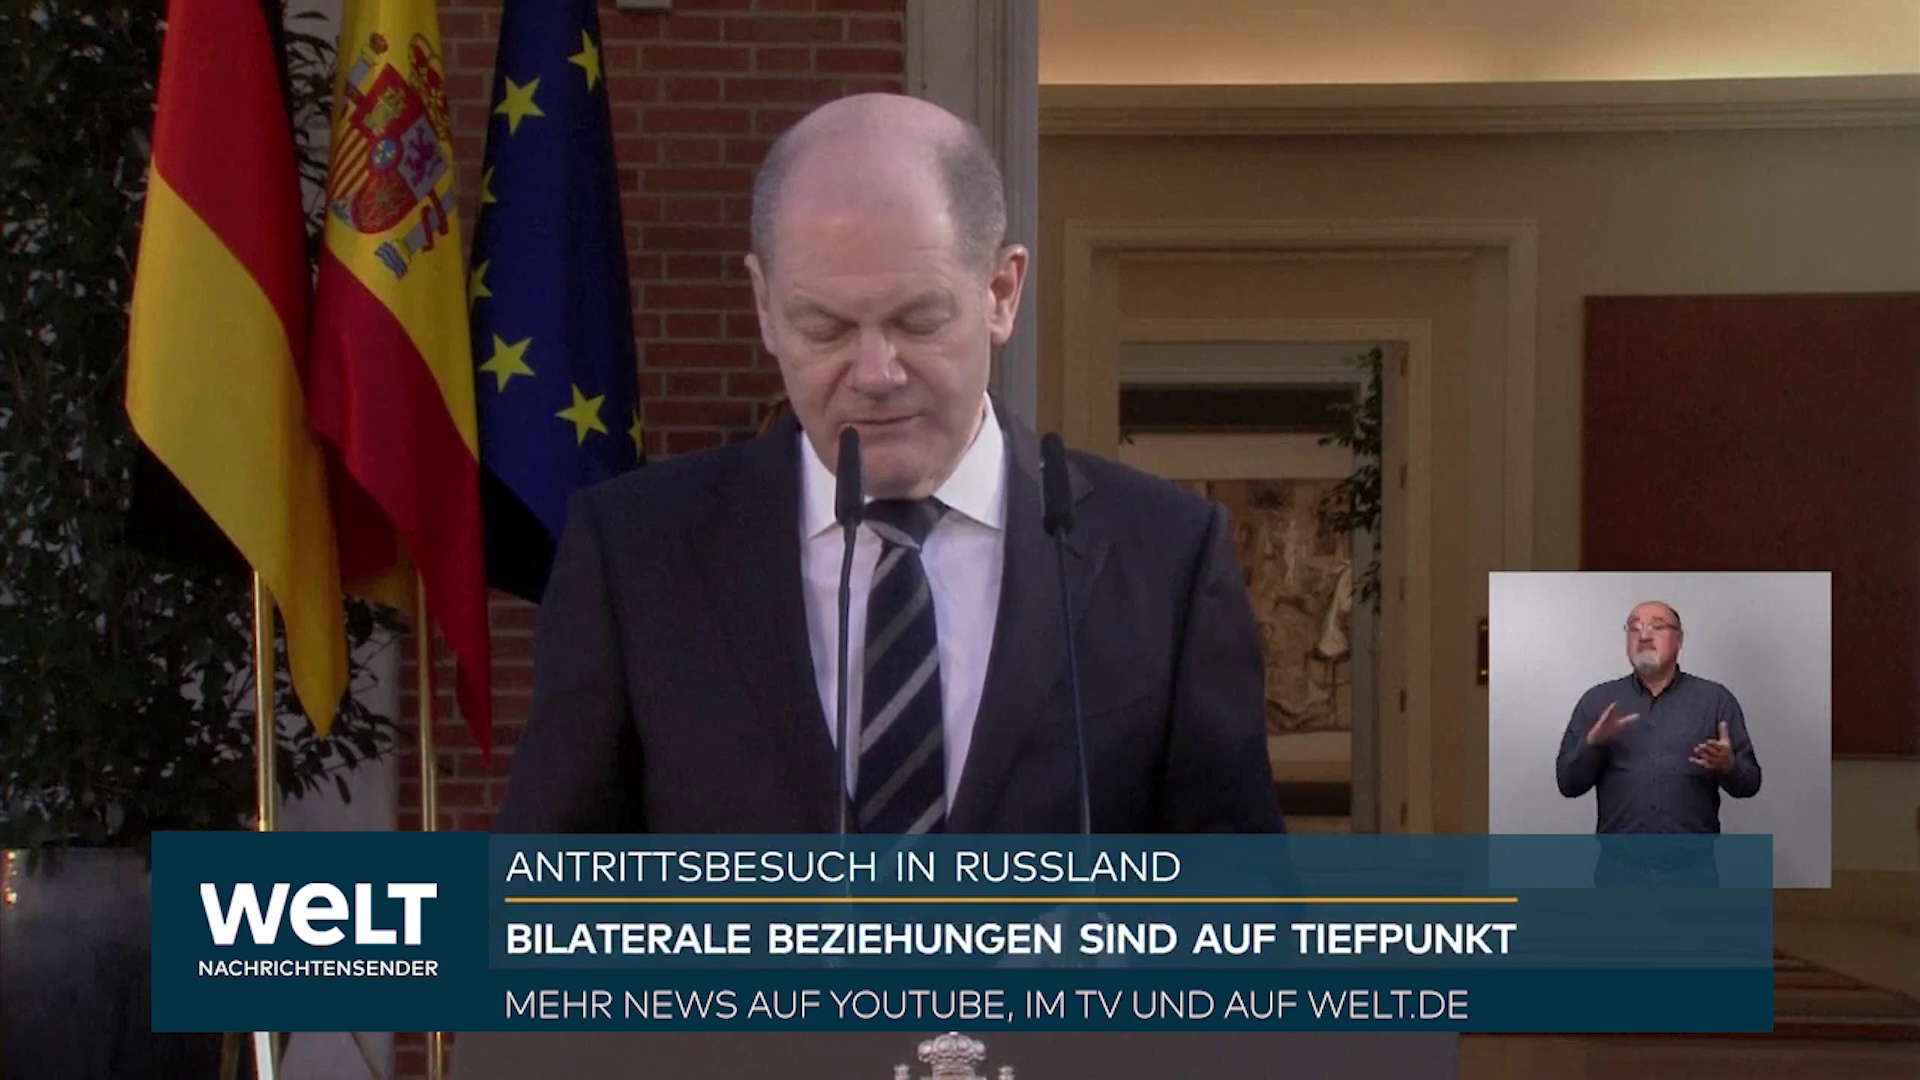 ANTRITTSBESUCH IN RUSSLAND
BILATERALE BEZIEHUNGEN SIND AUF TIEFPUNKT
MEHR NEWS AUF YOUTUBE, IM TV UND AUF WELT.DE
WELT
NACHRICHTENSENDER